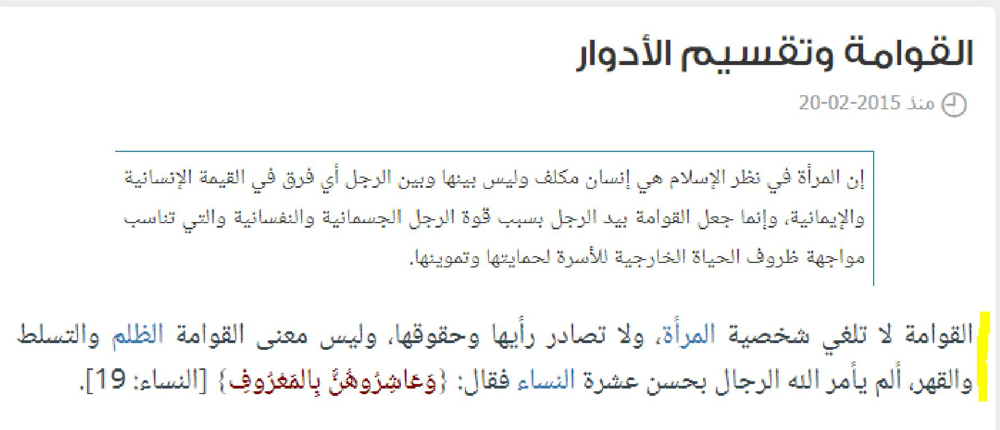 القوامة وتقسيم الأدوار
منذ 2015-02-20
إن المرأة في نظر الإسلام هي إنسان مكلف وليس بينها وبين الرجل أي فرق في القيمة الإنسانية
والإيمانية، وإنما جعل القوامة بيد الرجل بسبب قوة الرجل الجسمانية والنفسانية والتي تناسب
مواجهة ظروف الحياة الخارجية للأسرة لحمايتها وتموينها.
القوامة لا تلغي شخصية المرأة، ولا تصادر رأيها وحقوقها، وليس معنى القوامة الظلم والتسلط
والقهر، ألم يأمر الله الرجال بحسن عشرة النساء فقال: {وَعَاشِرُوهُنَّ بِالمَعْرُوفِ} [النساء: 19].